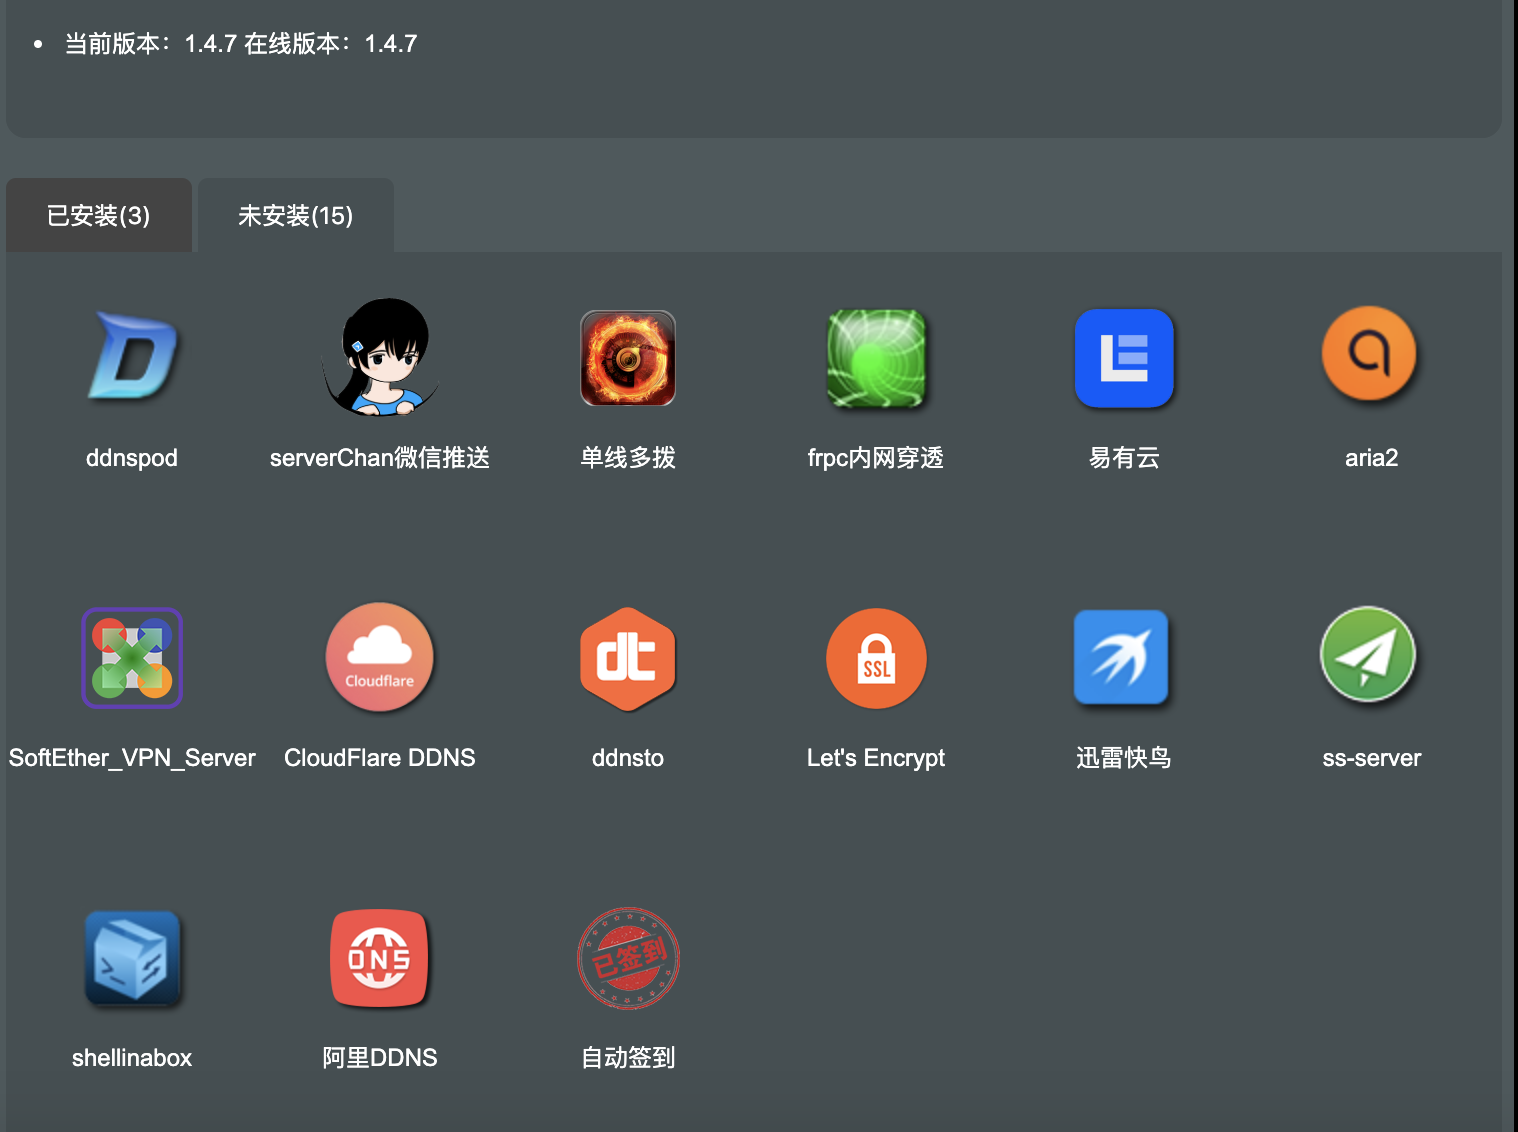 当前版本：1.4.7 在线版本：1.4.7
已安装(3) 未安装(15)
ddnspod serverChan微信推送 单线多拨 frpc内网穿透 易有云 aria2
Cloudflare SSL
SoftEther_VPN_Server CloudFlare DDNS ddnsto Let's Encrypt 迅雷快鸟 ss-server
DNS 已签到
shellinabox 阿里DDNS 自动签到